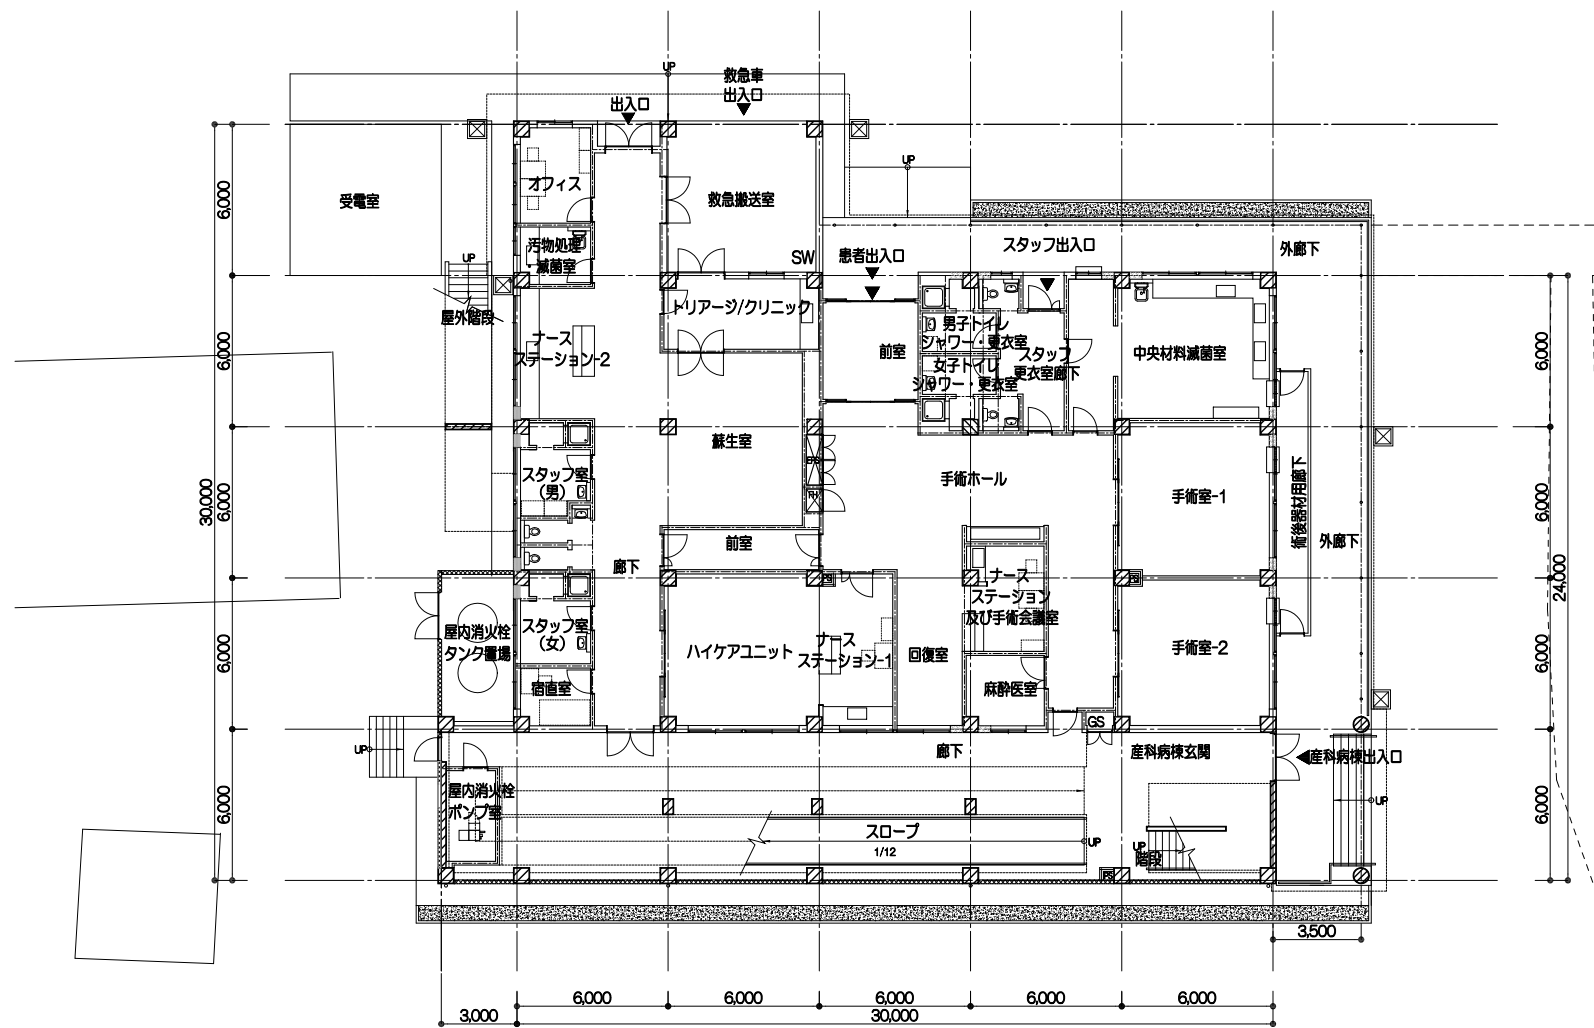 UP
救急車
出入口
出入口
UP
受電室
オフィス
救急搬送室
6,000
汚物処理
滅菌室
SW
患者出入口
スタッフ出入口
外廊下
UP
屋外階段
トリアージ/クリニック
ナース
ステーション-2
前室
男子トイレ
シャワー・更衣室
女子トイレ
シャワー・更衣室
スタッフ
更衣室廊下
中央材料滅菌室
6,000
6,000
蘇生室
EPS
スタッフ室
(男)
手術ホール
手術室-1
術後器材用廊下
外廊下
30,000
6,000
6,000
24,000
前室
廊下
PS
PS
ナース
ステーション
及び手術会議室
屋内消火栓
タンク置場
スタッフ室
(女)
ハイケアユニット
ナース
ステーション-1
回復室
手術室-2
6,000
6,000
宿直室
麻酔医室
GS
UP
廊下
産科病棟玄関
産科病棟出入口
屋内消火栓
ポンプ室
スロープ
1/12
UP
UP
階段
UP
PS
6,000
6,000
3,500
6,000
6,000
6,000
6,000
6,000
3,000
30,000